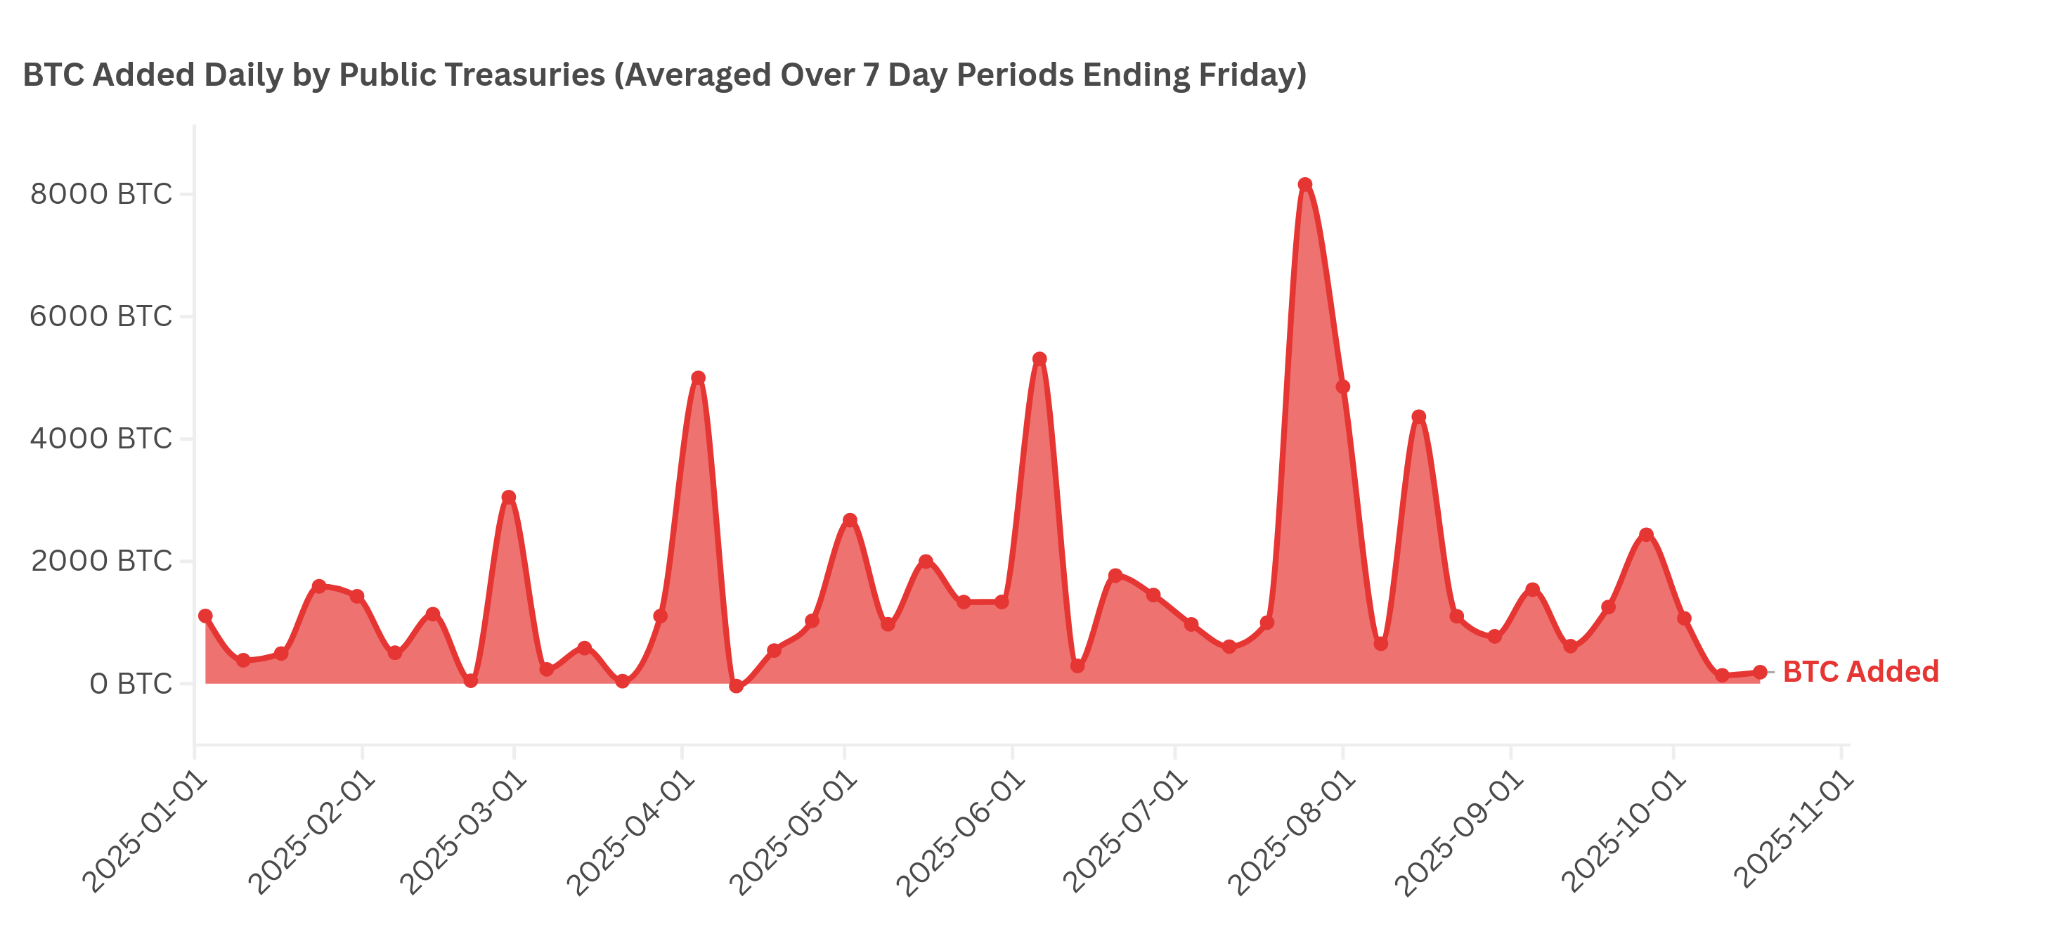 BTC Added Daily by Public Treasuries (Averaged Over 7 Day Periods Ending Friday)
8000 BTC
6000 BTC
4000 BTC
2000 BTC
0 BTC
BTC Added
2025-01-01
2025-02-01
2025-03-01
2025-04-01
2025-05-01
2025-06-01
2025-07-01
2025-08-01
2025-09-01
2025-10-01
2025-11-01